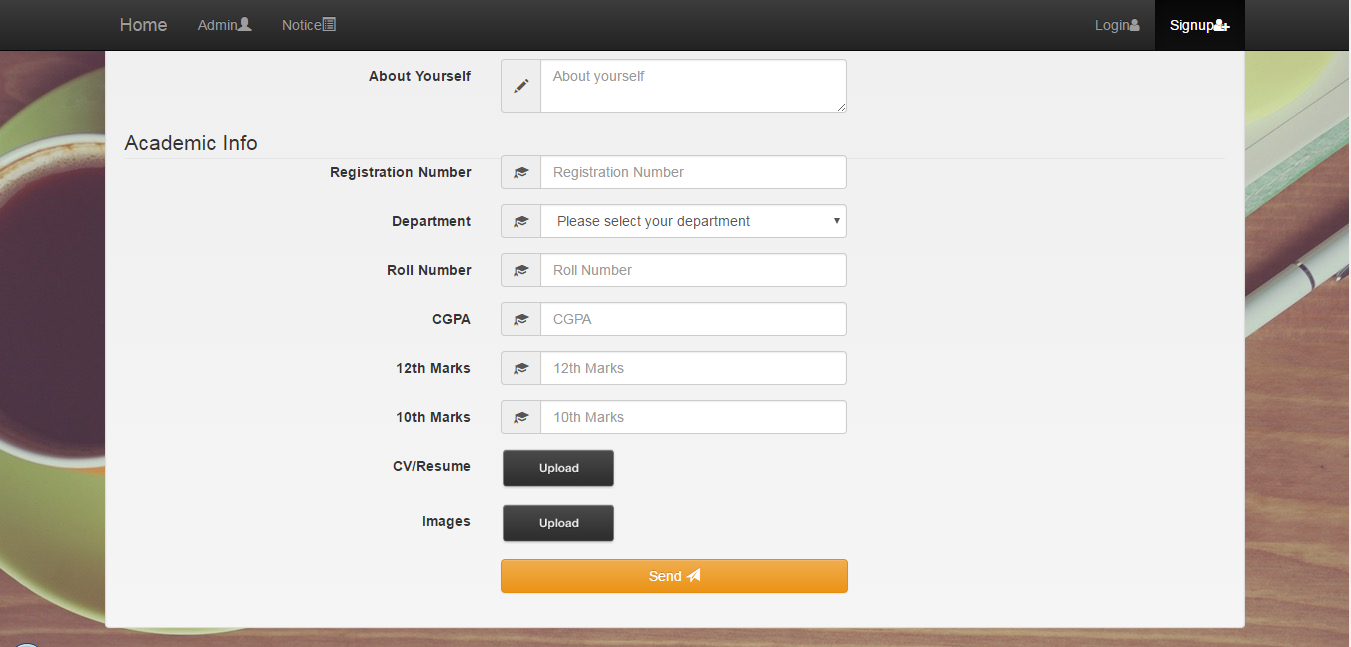 Home Admin Notice Login Signup
About Yourself About yourself
Academic Info
Registration Number Registration Number
Department Please select your department
Roll Number Roll Number
CGPA CGPA
12th Marks 12th Marks
10th Marks 10th Marks
CV/Resume Upload
Images Upload
Send